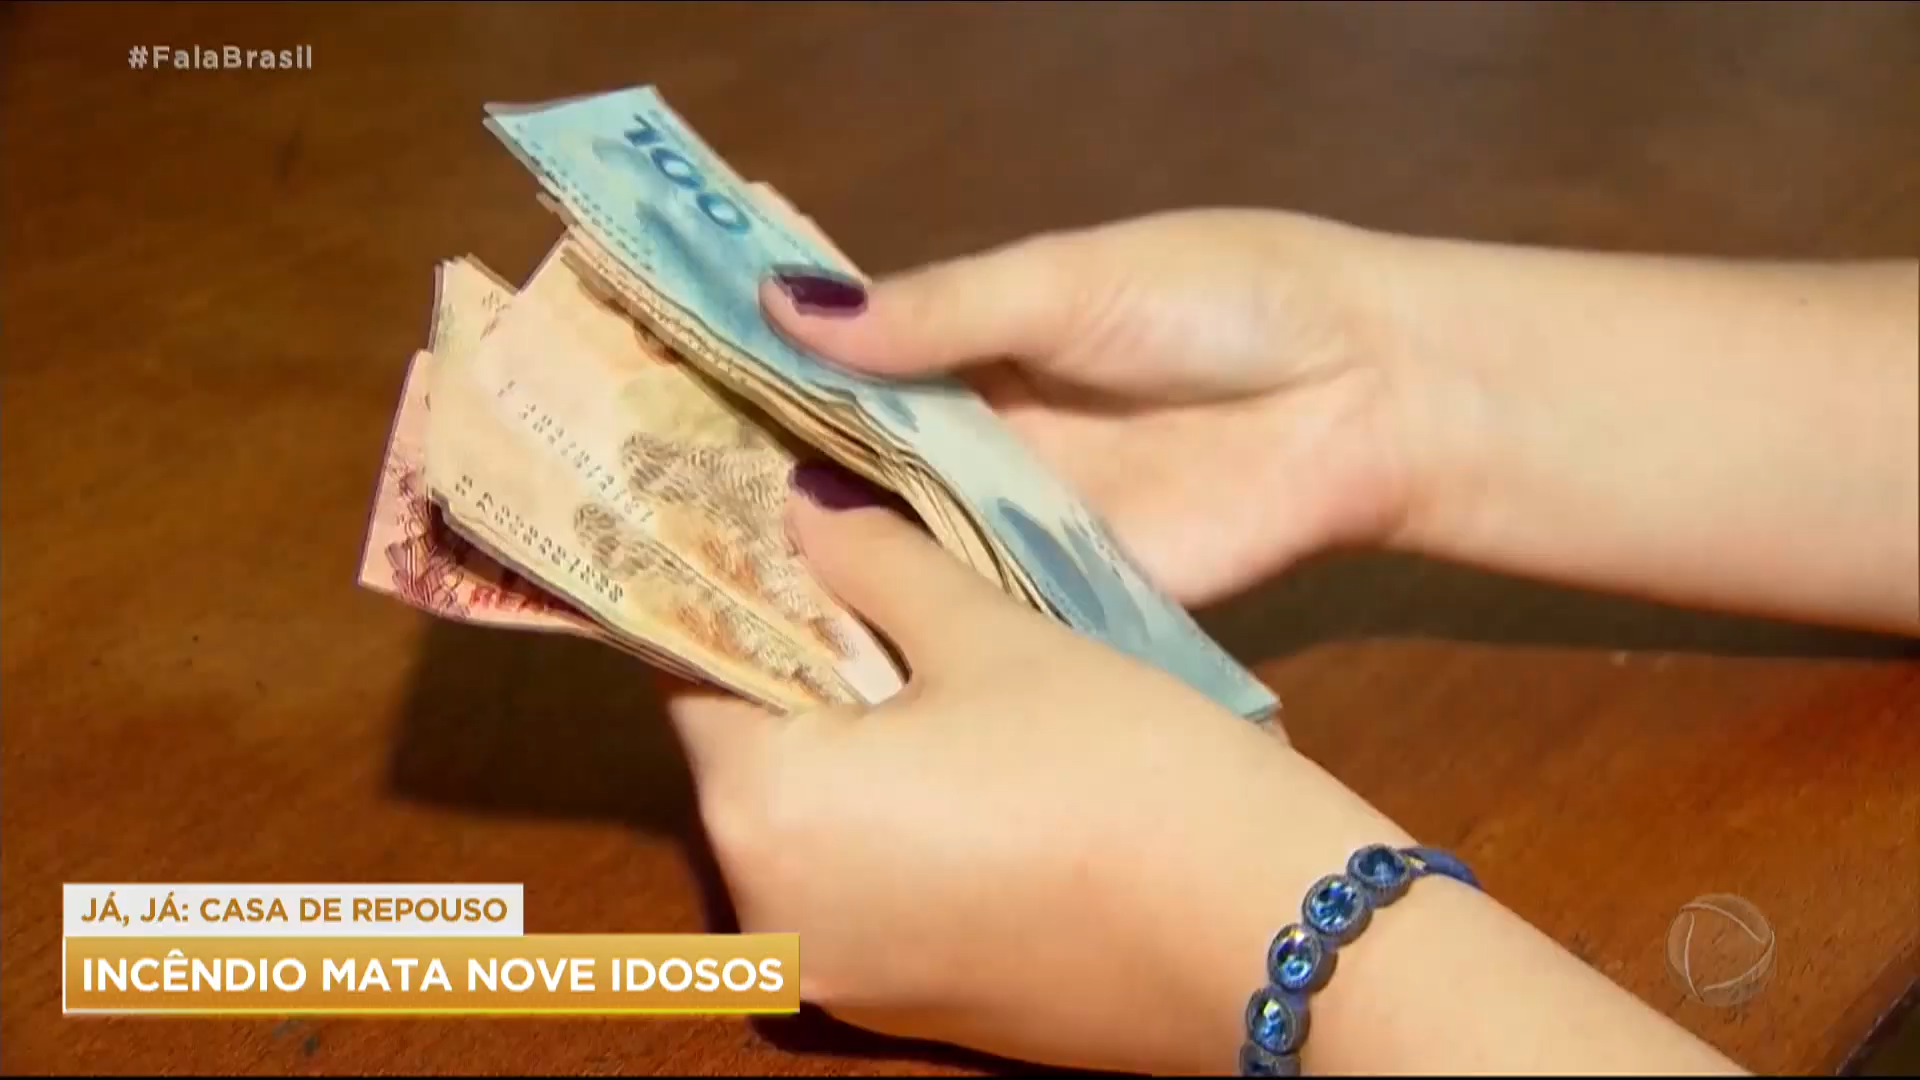 #FalaBrasil
100
JÁ, JÁ: CASA DE REPOUSO
INCÊNDIO MATA NOVE IDOSOS